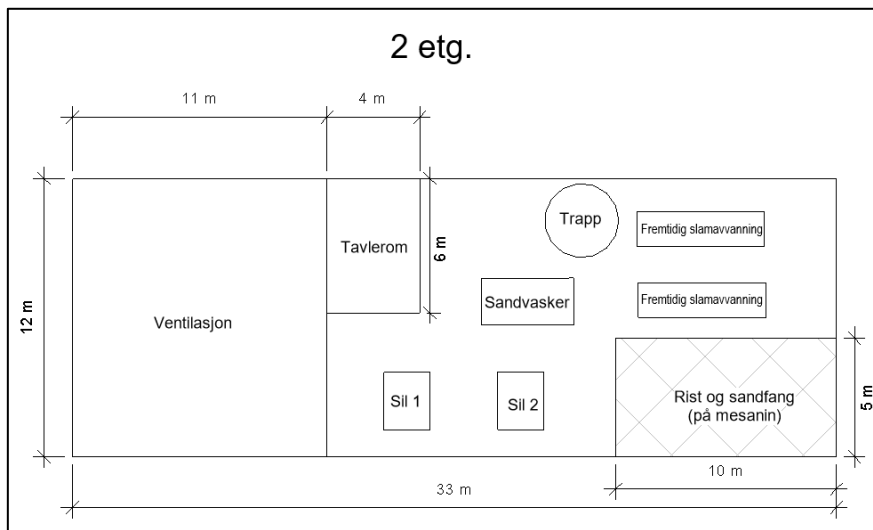 2 etg.
11 m
4 m
Trapp
Fremtidig slamavvanning
Tavlerom
6 m
Sandvasker
Fremtidig slamavvanning
12 m
Ventilasjon
Sil 1
Sil 2
Rist og sandfang
(på mesanin)
5 m
10 m
33 m